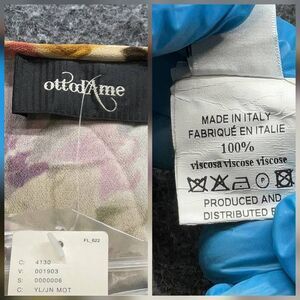 ottodAme
FL_622
C: 4130
V: 001903
S: 0000006
C: YL/JN MOT
MADE IN ITALY
FABRIQUÉ EN ITALIE
100%
viscosa viscose viscose
PRODUCED AND
DISTRIBUTED B